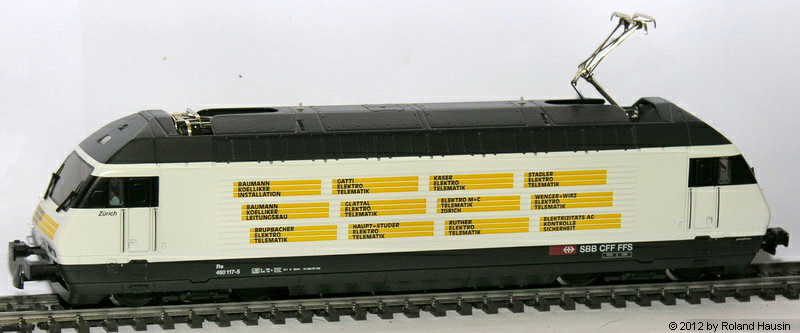 BAUMANN
KOELLIKER
INSTALLATION
GATTI
ELEKTRO
TELEMATIK
KÄSER
ELEKTRO
TELEMATIK
STADLER
ELEKTRO
TELEMATIK
BAUMANN
KOELLIKER
LEITUNGSBAU
GLATTAL
ELEKTRO
TELEMATIK
ELEKTRO M+C
TELEMATIK
ZÜRICH
WENGER+WIRZ
ELEKTRO
TELEMATIK
BRUPBACHER
ELEKTRO
TELEMATIK
HAUPT+STUDER
ELEKTRO
TELEMATIK
RUTHER
ELEKTRO
TELEMATIK
ELEKTRIZITÄTS AG
KONTROLLE
SICHERHEIT
Zürich
SBB CFF FFS
Re
460 117-5
© 2012 by Roland Hausin